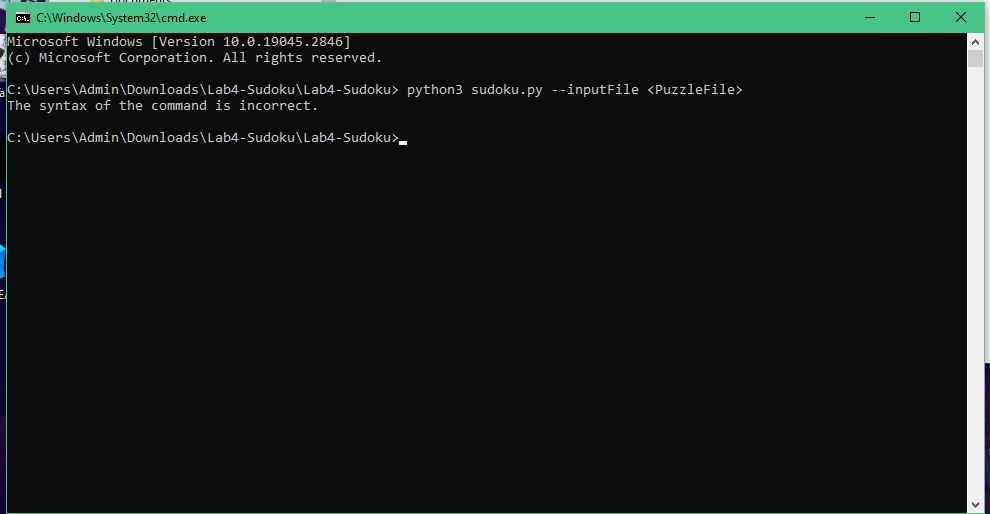 Documents
C:\Windows\System32\cmd.exe
Microsoft Windows [Version 10.0.19045.2846]
(c) Microsoft Corporation. All rights reserved.
C:\Users\Admin\Downloads\Lab4-Sudoku\Lab4-Sudoku> python3 sudoku.py --inputFile <PuzzleFile>
The syntax of the command is incorrect.
C:\Users\Admin\Downloads\Lab4-Sudoku\Lab4-Sudoku>